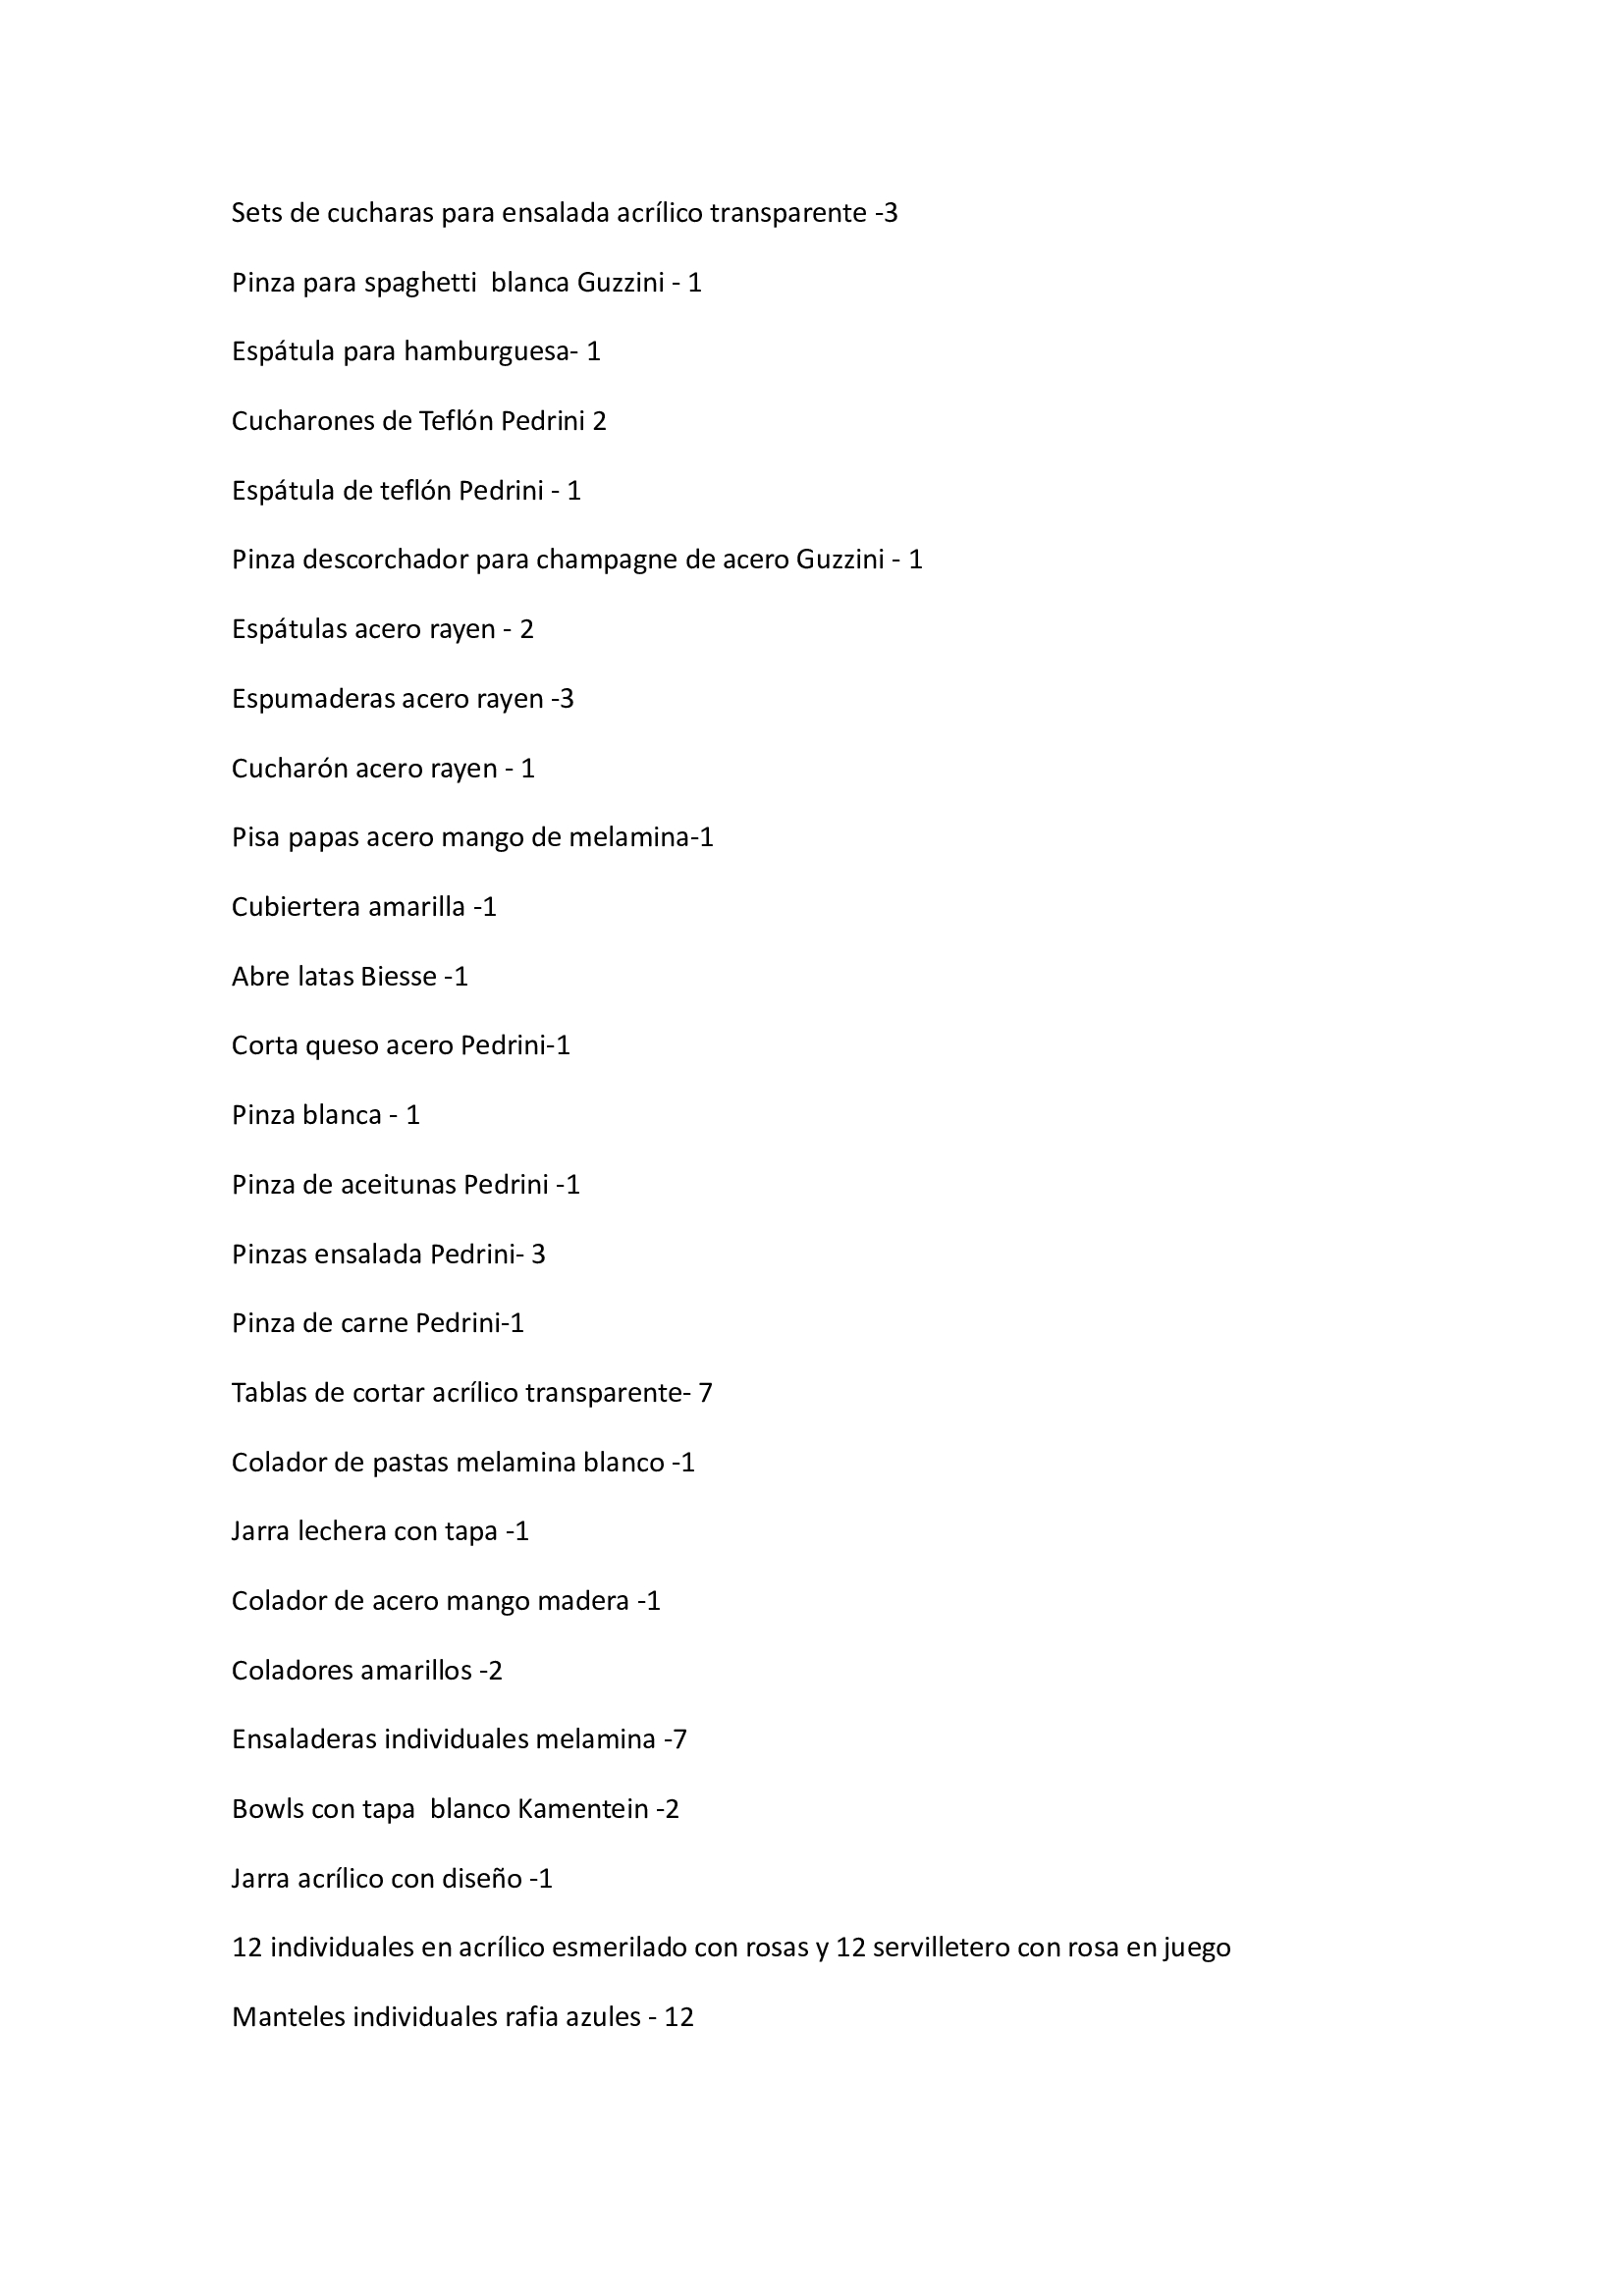 Sets de cucharas para ensalada acrílico transparente -3
Pinza para spaghetti  blanca Guzzini - 1
Espátula para hamburguesa- 1
Cucharones de Teflón Pedrini 2
Espátula de teflón Pedrini - 1
Pinza descorchador para champagne de acero Guzzini - 1
Espátulas acero rayen - 2
Espumaderas acero rayen -3
Cucharón acero rayen - 1
Pisa papas acero mango de melamina-1
Cubiertera amarilla -1
Abre latas Biesse -1
Corta queso acero Pedrini-1
Pinza blanca - 1
Pinza de aceitunas Pedrini -1
Pinzas ensalada Pedrini- 3
Pinza de carne Pedrini-1
Tablas de cortar acrílico transparente- 7
Colador de pastas melamina blanco -1
Jarra lechera con tapa -1
Colador de acero mango madera -1
Coladores amarillos -2
Ensaladeras individuales melamina -7
Bowls con tapa  blanco Kamentein -2
Jarra acrílico con diseño -1
12 individuales en acrílico esmerilado con rosas y 12 servilletero con rosa en juego
Manteles individuales rafia azules - 12